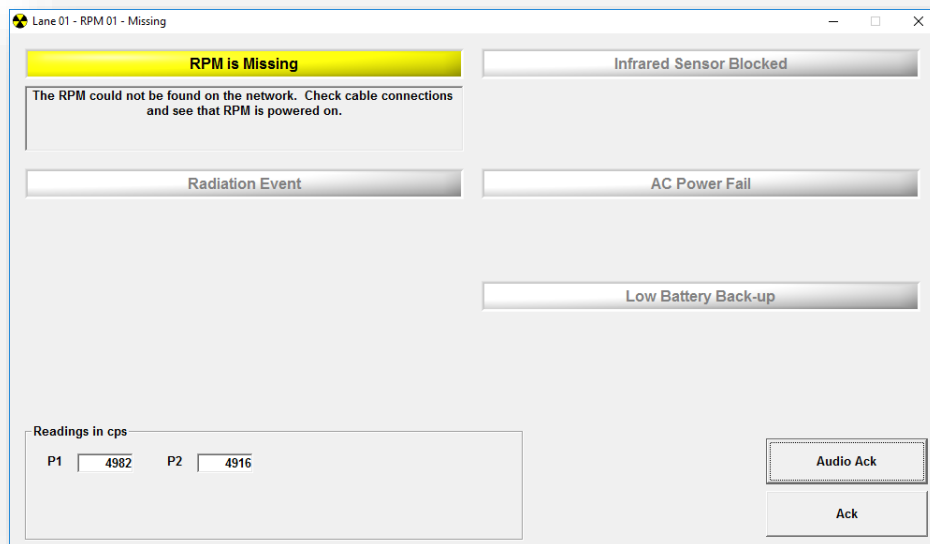 Lane 01 - RPM 01 - Missing
RPM is Missing
The RPM could not be found on the network. Check cable connections
and see that RPM is powered on.
Infrared Sensor Blocked
Radiation Event
AC Power Fail
Low Battery Back-up
Readings in cps
P1 4982 P2 4916
Audio Ack
Ack